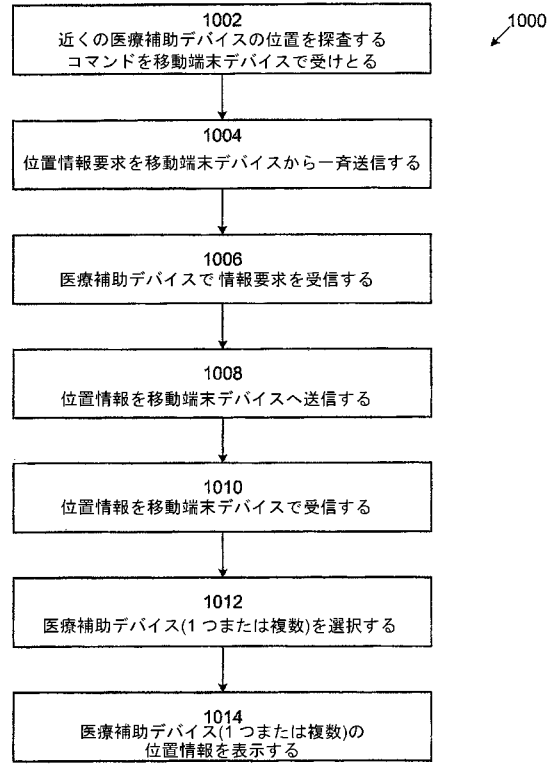 1000
1002
近くの医療補助デバイスの位置を探査する
コマンドを移動端末デバイスで受けとる
1004
位置情報要求を移動端末デバイスから一斉送信する
1006
医療補助デバイスで情報要求を受信する
1008
位置情報を移動端末デバイスへ送信する
1010
位置情報を移動端末デバイスで受信する
1012
医療補助デバイス(1つまたは複数)を選択する
1014
医療補助デバイス(1つまたは複数)の
位置情報を表示する